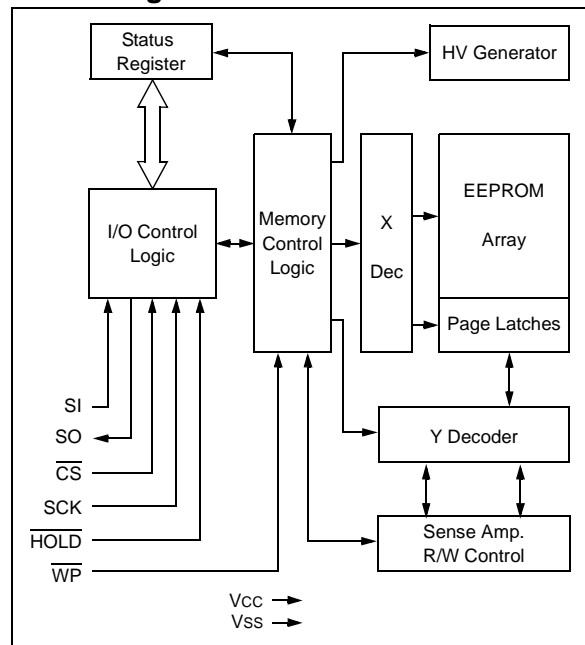 Status
Register
HV Generator
I/O Control
Logic
Memory
Control
Logic
X
Dec
EEPROM
Array
Page Latches
Y Decoder
Sense Amp.
R/W Control
SI
SO
CS
SCK
HOLD
WP
VCC
VSS